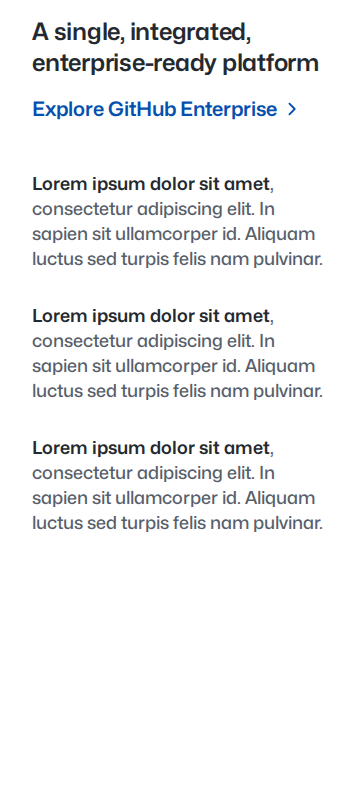 A single, integrated,
enterprise-ready platform
Explore GitHub Enterprise
Lorem ipsum dolor sit amet,
consectetur adipiscing elit. In
sapien sit ullamcorper id. Aliquam
luctus sed turpis felis nam pulvinar.
Lorem ipsum dolor sit amet,
consectetur adipiscing elit. In
sapien sit ullamcorper id. Aliquam
luctus sed turpis felis nam pulvinar.
Lorem ipsum dolor sit amet,
consectetur adipiscing elit. In
sapien sit ullamcorper id. Aliquam
luctus sed turpis felis nam pulvinar.